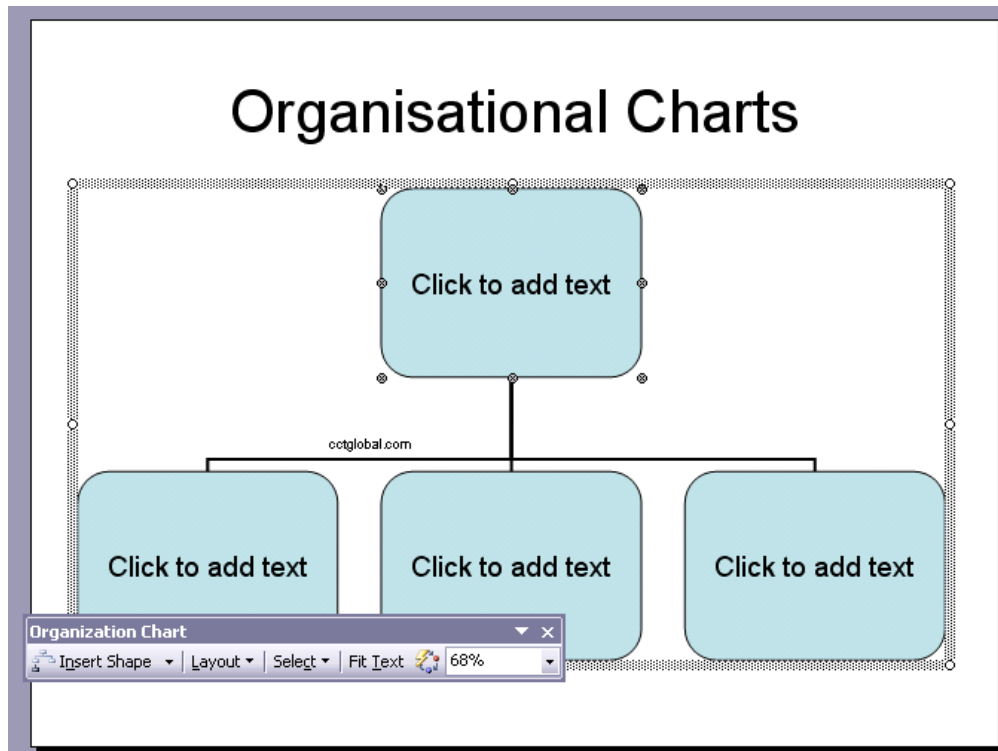 Organisational Charts
Click to add text
cctglobal.com
Click to add text
Click to add text
Click to add text
Organization Chart
Insert Shape
Layout
Select
Fit Text
68%